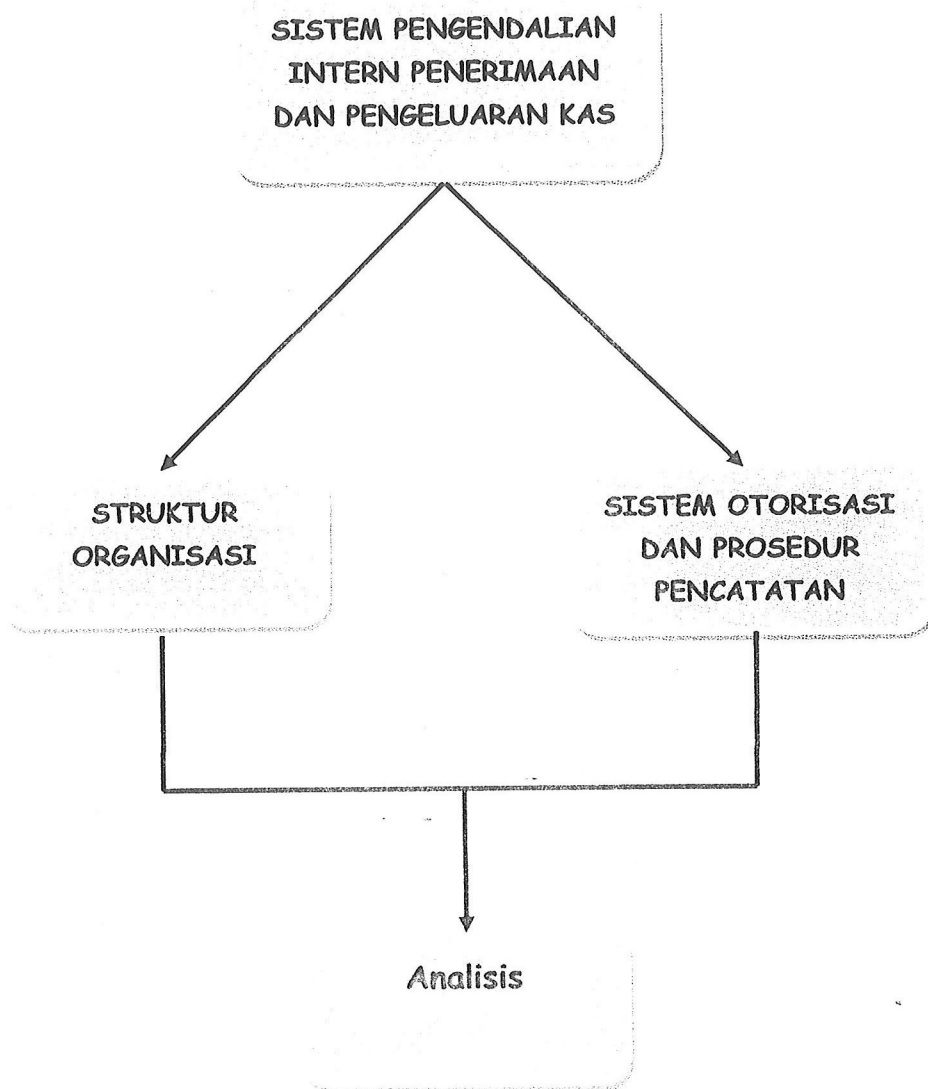 SISTEM PENGENDALIAN
INTERN PENERIMAAN
DAN PENGELUARAN KAS
STRUKTUR
ORGANISASI
SISTEM OTORISASI
DAN PROSEDUR
PENCATATAN
Analisis